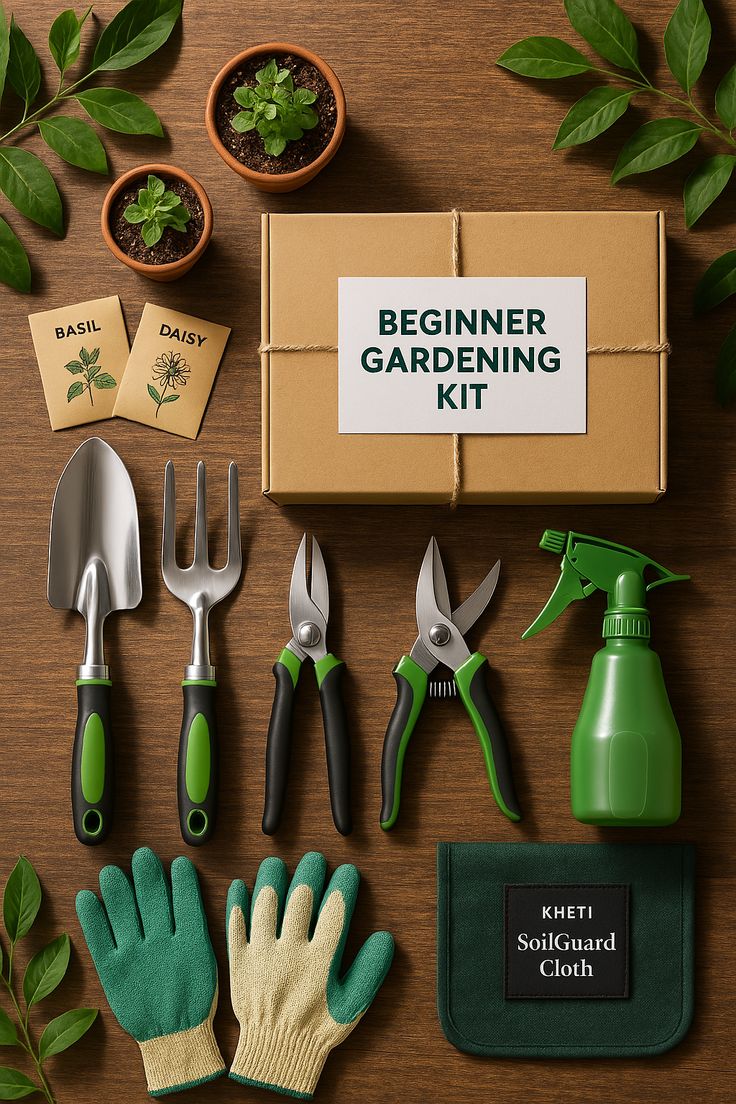 BASIL
DAISY
BEGINNER
GARDENING
KIT
KHETI
SoilGuard
Cloth